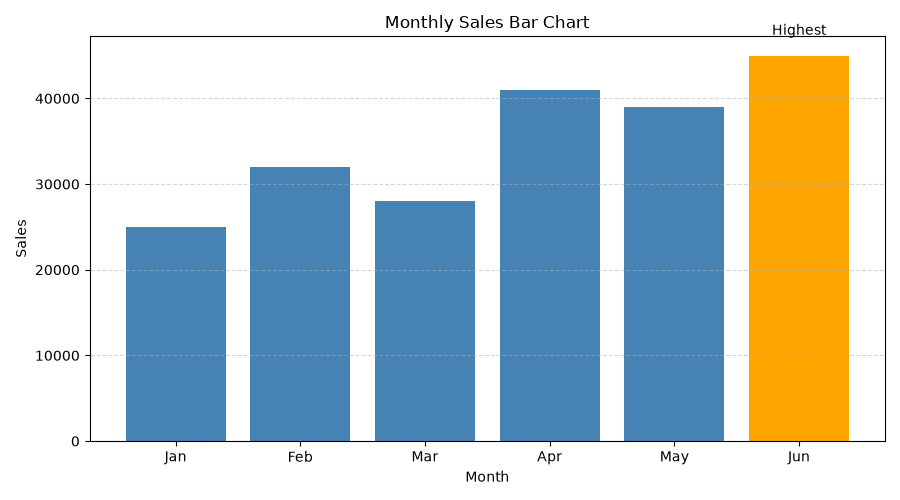 Monthly Sales Bar Chart
Highest
40000
30000
20000
10000
0
Sales
Jan Feb Mar Apr May Jun
Month